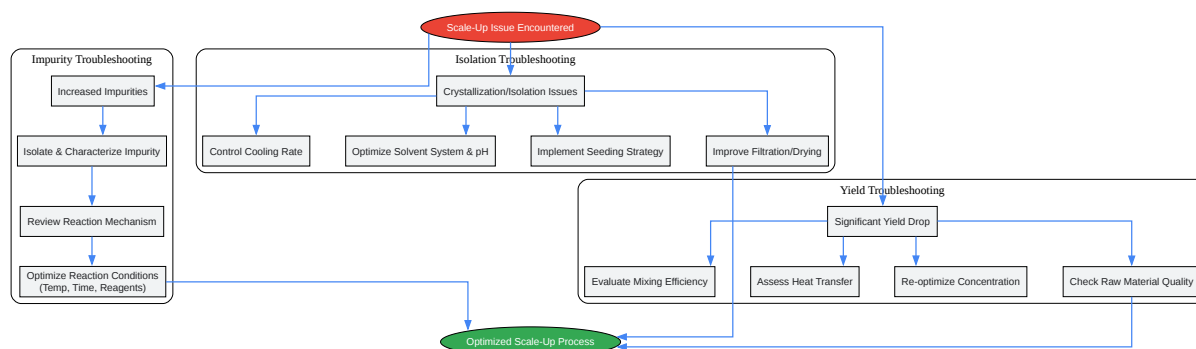 Scale-Up Issue Encountered
Impurity Troubleshooting
Increased Impurities
Isolate & Characterize Impurity
Review Reaction Mechanism
Optimize Reaction Conditions
(Temp, Time, Reagents)
Isolation Troubleshooting
Crystallization/Isolation Issues
Control Cooling Rate
Optimize Solvent System & pH
Implement Seeding Strategy
Improve Filtration/Drying
Yield Troubleshooting
Significant Yield Drop
Evaluate Mixing Efficiency
Assess Heat Transfer
Re-optimize Concentration
Check Raw Material Quality
Optimized Scale-Up Process